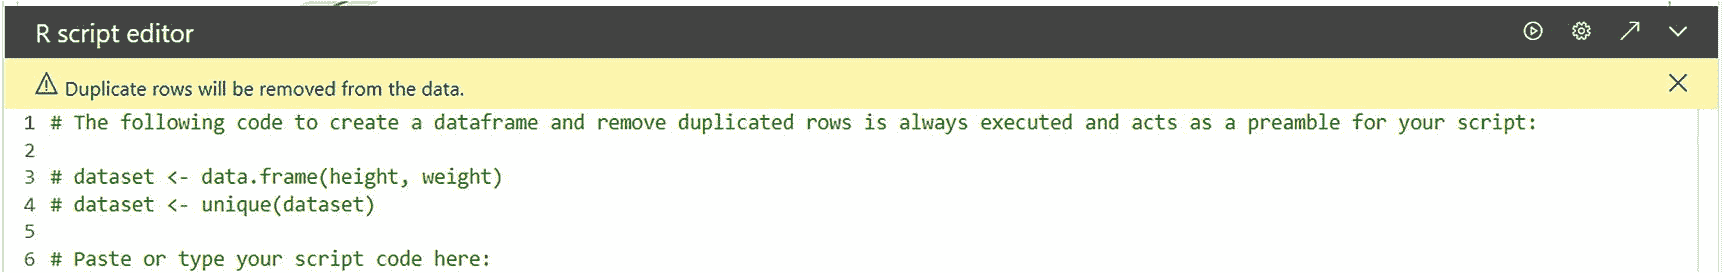 R script editor
Duplicate rows will be removed from the data.
1 # The following code to create a dataframe and remove duplicated rows is always executed and acts as a preamble for your script:
2
3 # dataset <- data.frame(height, weight)
4 # dataset <- unique(dataset)
5
6 # Paste or type your script code here: